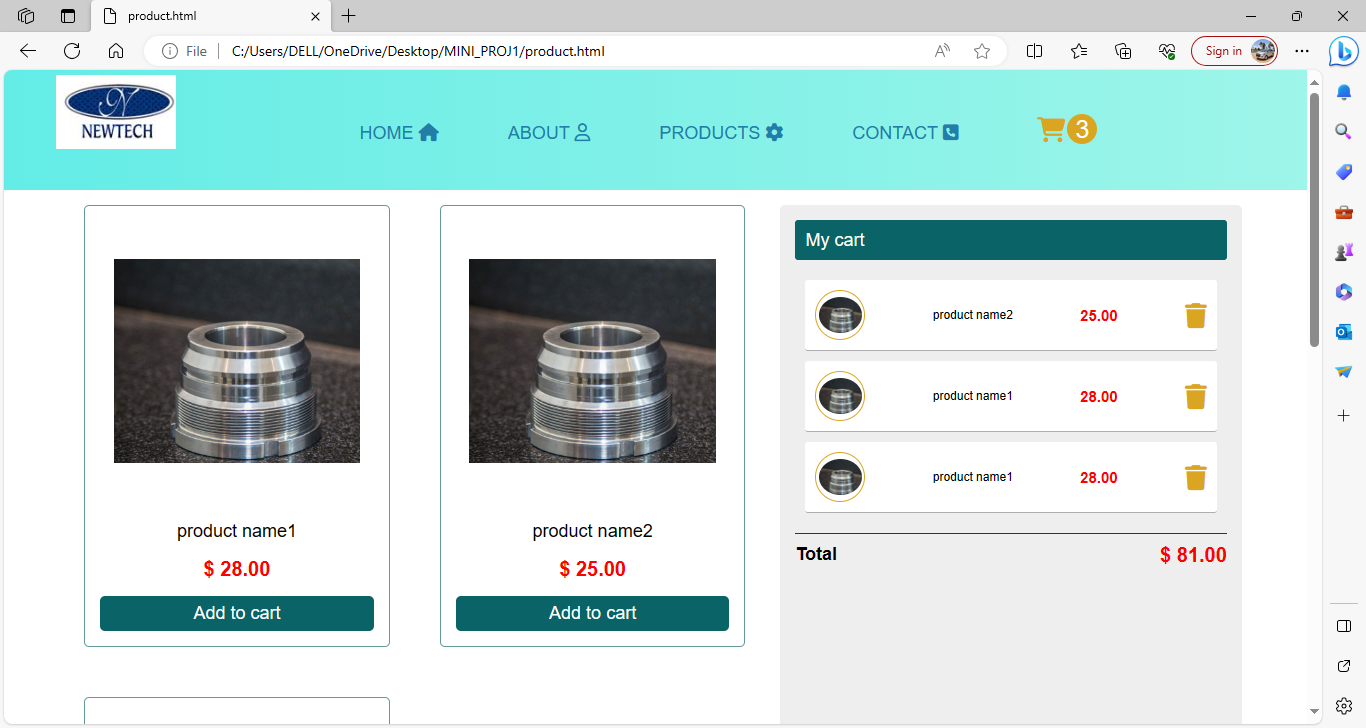 product.html
File
C:/Users/DELL/OneDrive/Desktop/MINI_PROJ1/product.html
Sign in
N
NEWTECH
HOME
ABOUT
PRODUCTS
CONTACT
3
product name1
$ 28.00
Add to cart
product name2
$ 25.00
Add to cart
My cart
product name2 25.00
product name1 28.00
product name1 28.00
Total $ 81.00